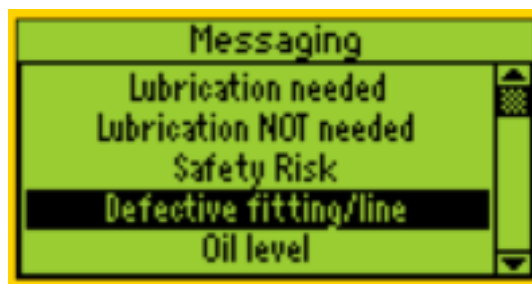 Messaging
Lubrication needed
Lubrication NOT needed
Safety Risk
Defective fitting/line
Oil level